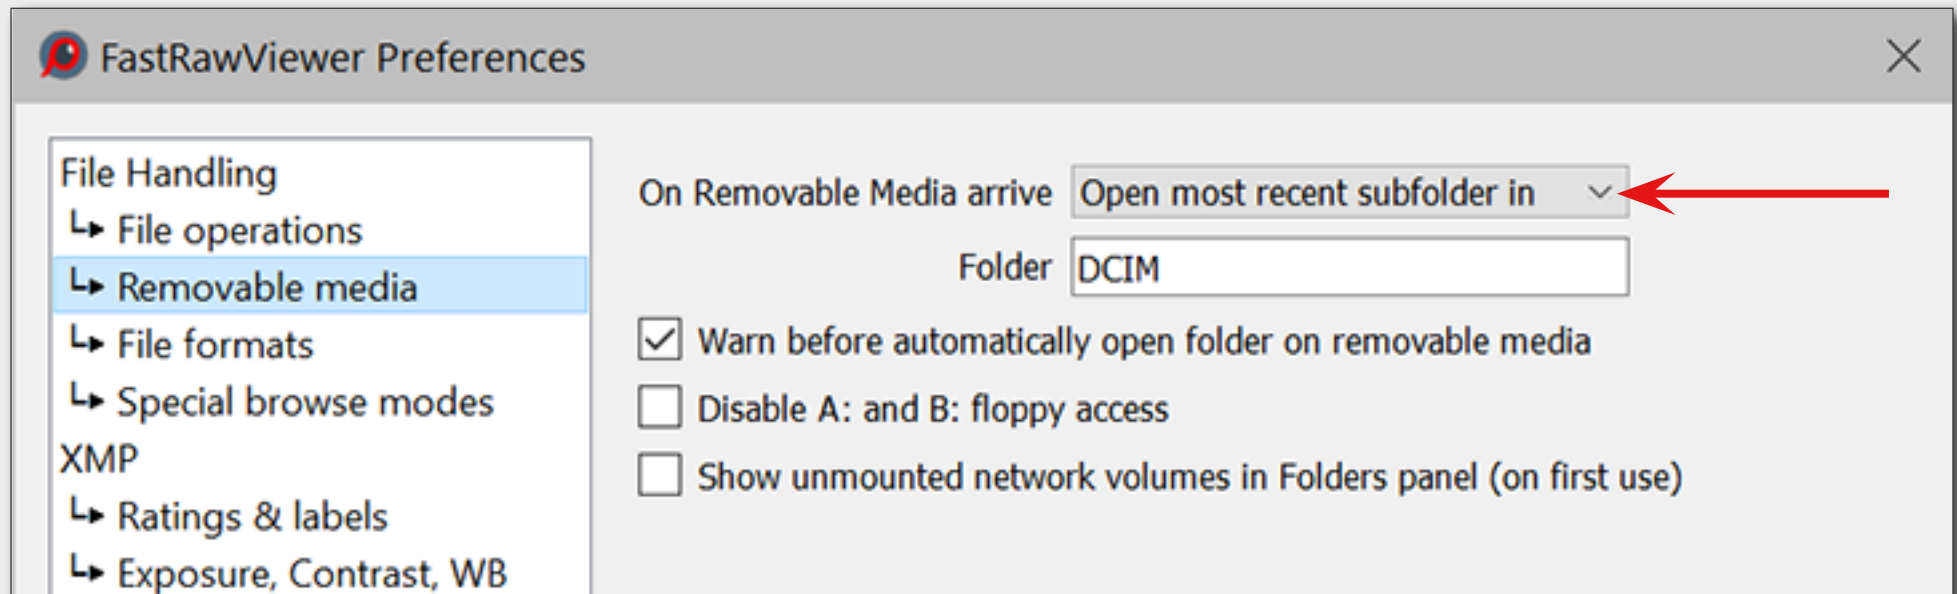 FastRawViewer Preferences
File Handling
File operations
Removable media
File formats
Special browse modes
XMP
Ratings & labels
Exposure, Contrast, WB
On Removable Media arrive Open most recent subfolder in
Folder DCIM
Warn before automatically open folder on removable media
Disable A: and B: floppy access
Show unmounted network volumes in Folders panel (on first use)